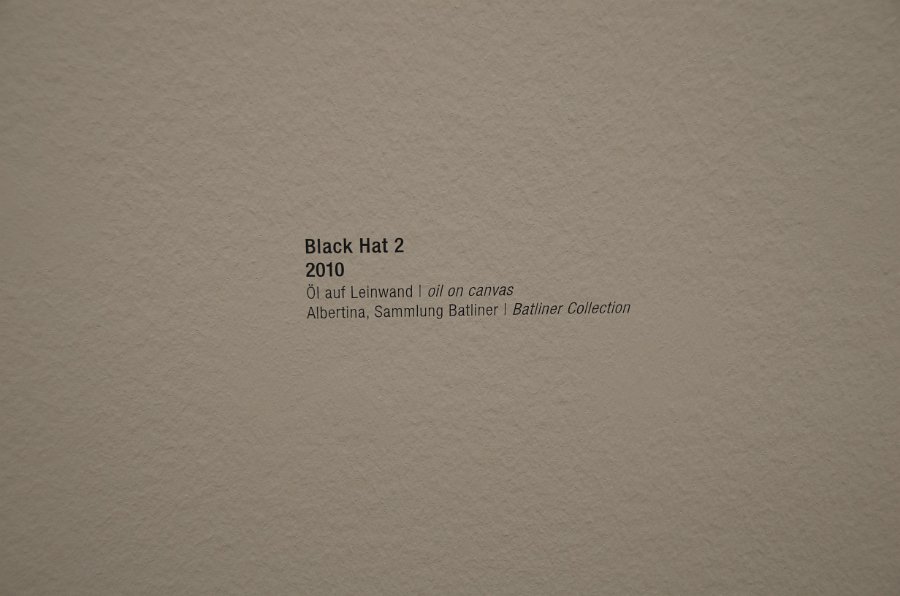 Black Hat 2
2010
Öl auf Leinwand | oil on canvas
Albertina, Sammlung Batliner | Batliner Collection